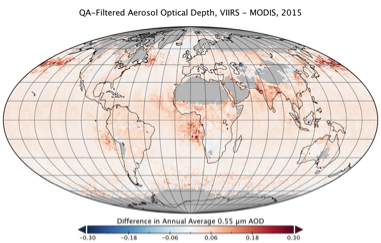 QA-Filtered Aerosol Optical Depth, VIIRS - MODIS, 2015
Difference in Annual Average 0.55 µm AOD
-0.30 -0.18 -0.06 0.06 0.18 0.30